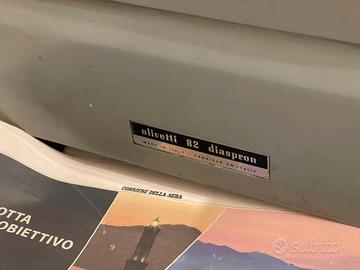 olivetti 82 diaspron
MADE IN ITALY - FABRIQUÉ EN ITALIE
CORRIERE DELLA SERA
OTTA
OBIETTIVO
subito